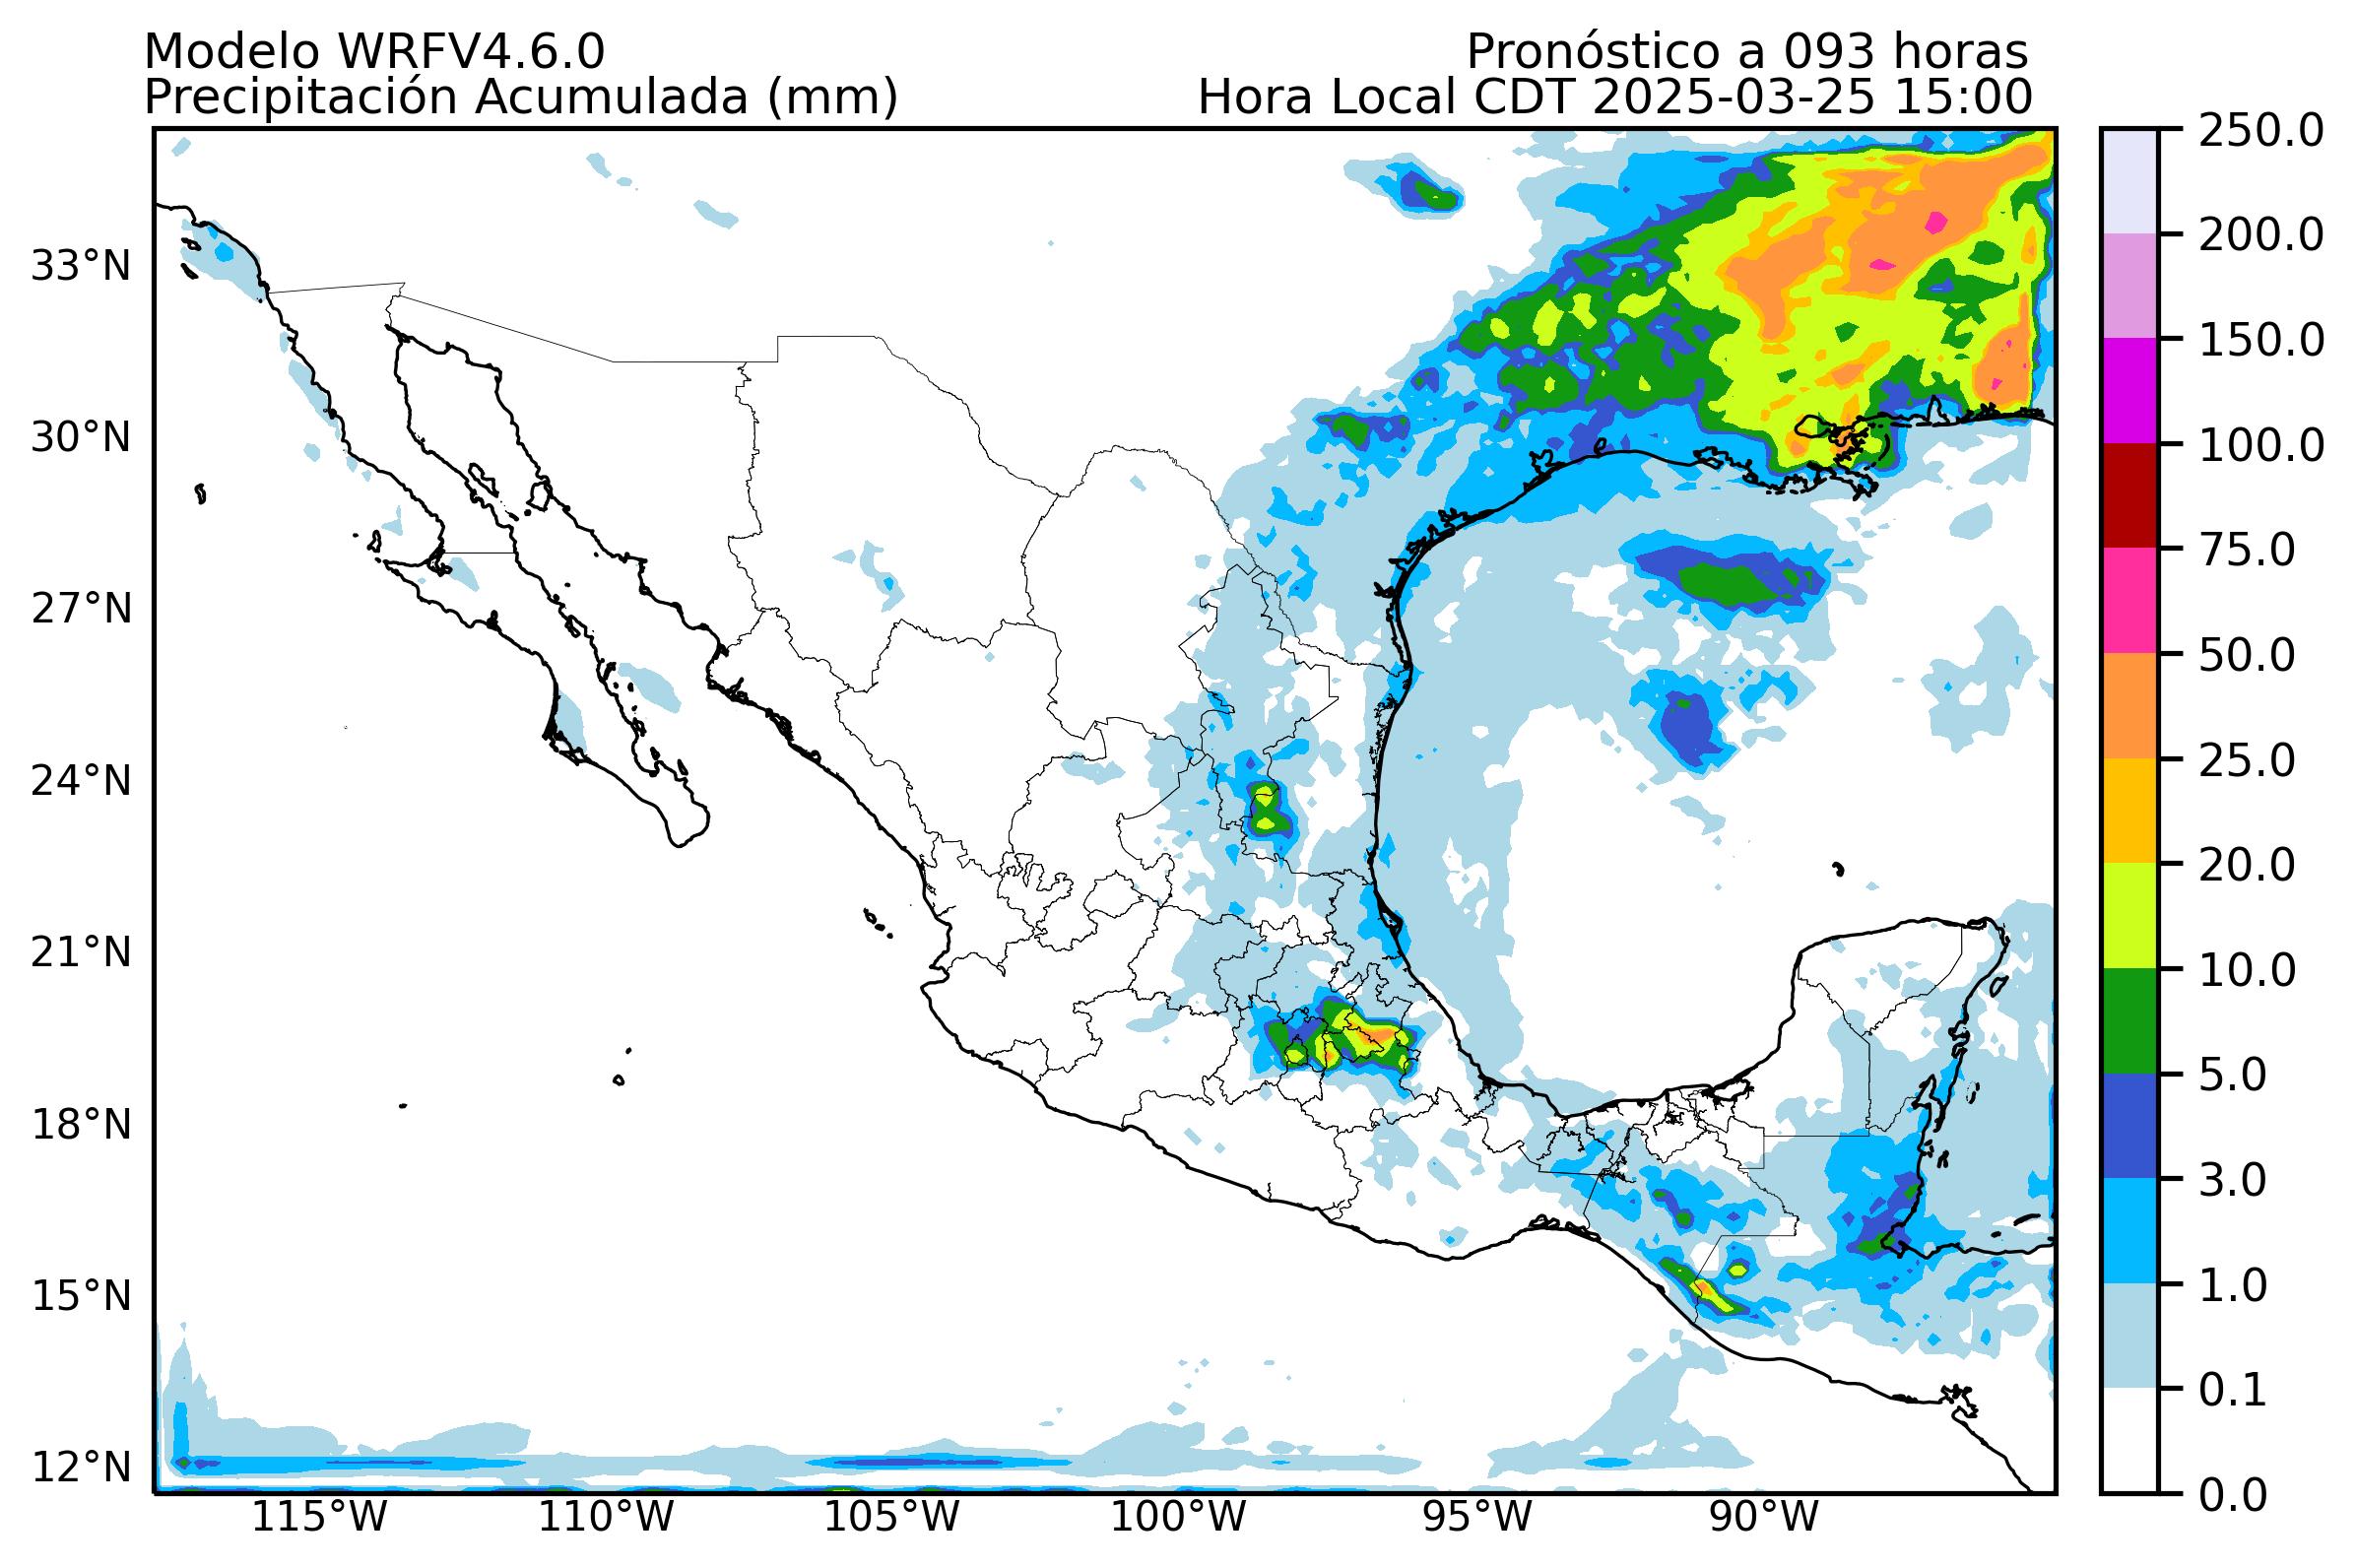 Modelo WRFV4.6.0
Pronóstico a 093 horas
Precipitación Acumulada (mm)
Hora Local CDT 2025-03-25 15:00
33°N
30°N
27°N
24°N
21°N
18°N
15°N
12°N
115°W
110°W
105°W
100°W
95°W
90°W
250.0
200.0
150.0
100.0
75.0
50.0
25.0
20.0
10.0
5.0
3.0
1.0
0.1
0.0